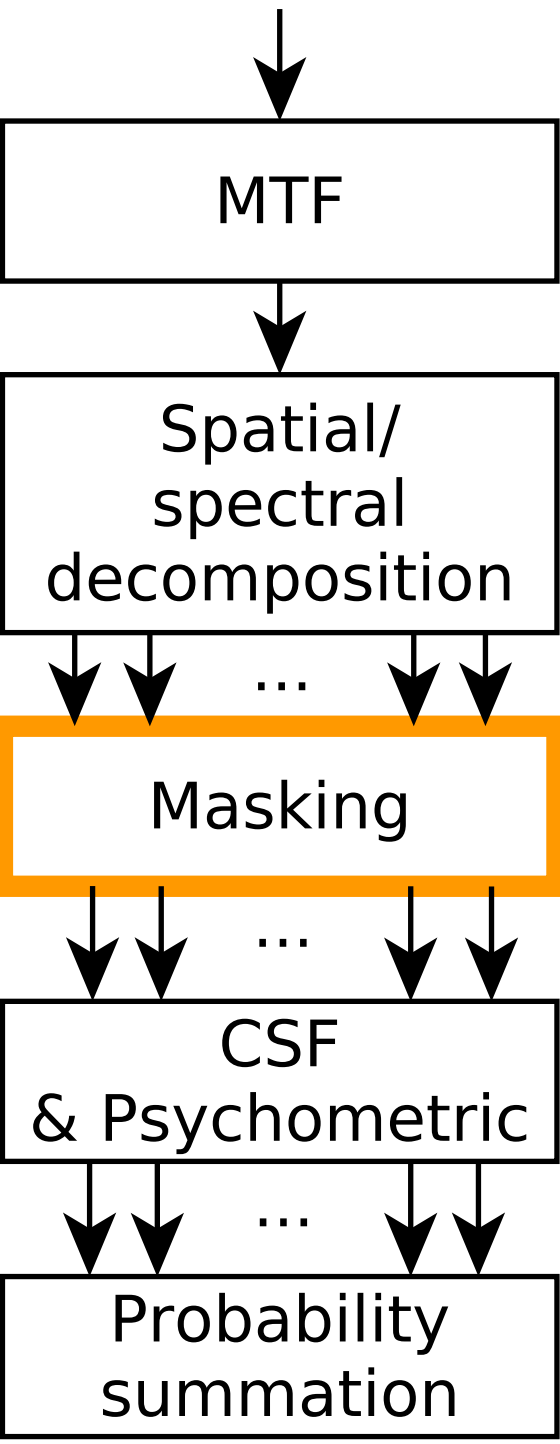 MTF
Spatial/
spectral
decomposition
...
Masking
...
CSF
& Psychometric
...
Probability
summation